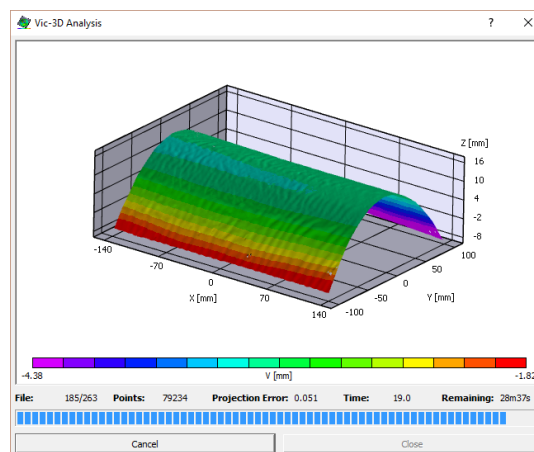 Vic-3D Analysis ? ×
Z [mm]
16
10
4
-2
-8
100
50
0
-50
-100
Y [mm]
-140
-70
0
70
140
X [mm]
-4.38 V [mm] -1.82
File: 185/263 Points: 79234 Projection Error: 0.051 Time: 19.0 Remaining: 28m37s
Cancel Close